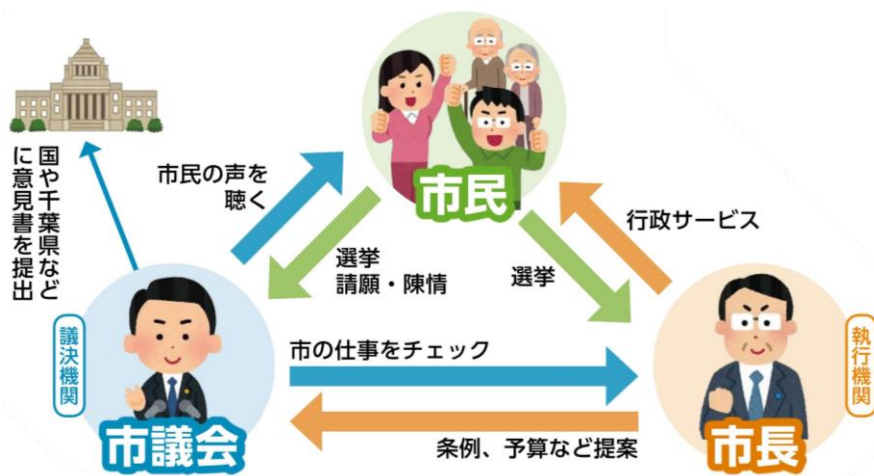 国や千葉県など
に意見書を提出
市民の声を
聴く
市民
選挙
請願・陳情
選挙
行政サービス
議決機関
市議会
市の仕事をチェック
条例、予算など提案
執行機関
市長